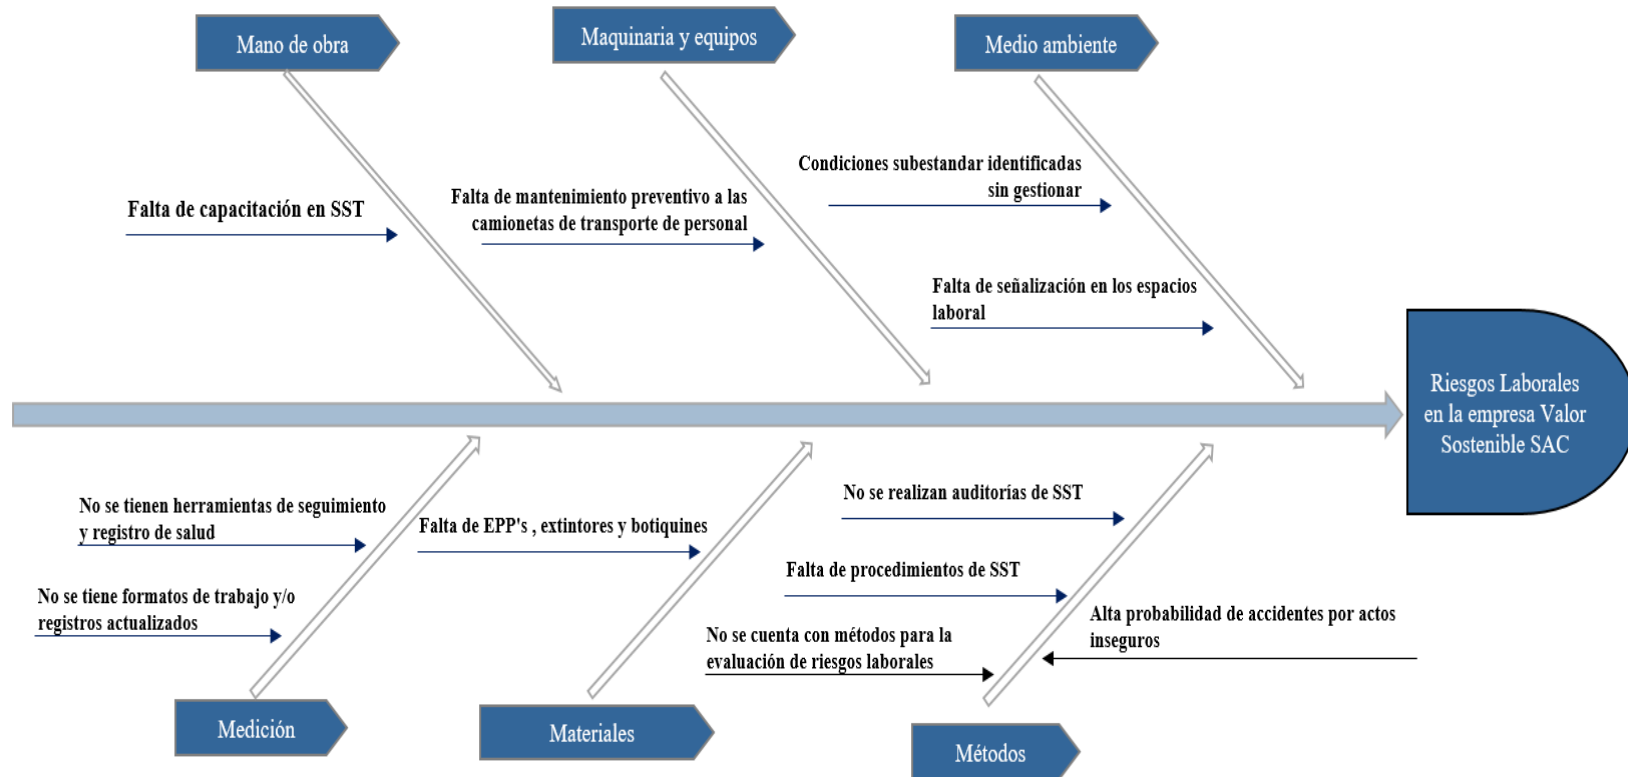 Mano de obra
Maquinaria y equipos
Medio ambiente
Condiciones subestandar identificadas
sin gestionar
Falta de capacitación en SST
Falta de mantenimiento preventivo a las
camionetas de transporte de personal
Falta de señalización en los espacios
laboral
Riesgos Laborales
en la empresa Valor
Sostenible SAC
No se tienen herramientas de seguimiento
y registro de salud
No se tiene formatos de trabajo y/o
registros actualizados
Falta de EPP's , extintores y botiquines
No se realizan auditorías de SST
Falta de procedimientos de SST
No se cuenta con métodos para la
evaluación de riesgos laborales
Alta probabilidad de accidentes por actos
inseguros
Medición
Materiales
Métodos